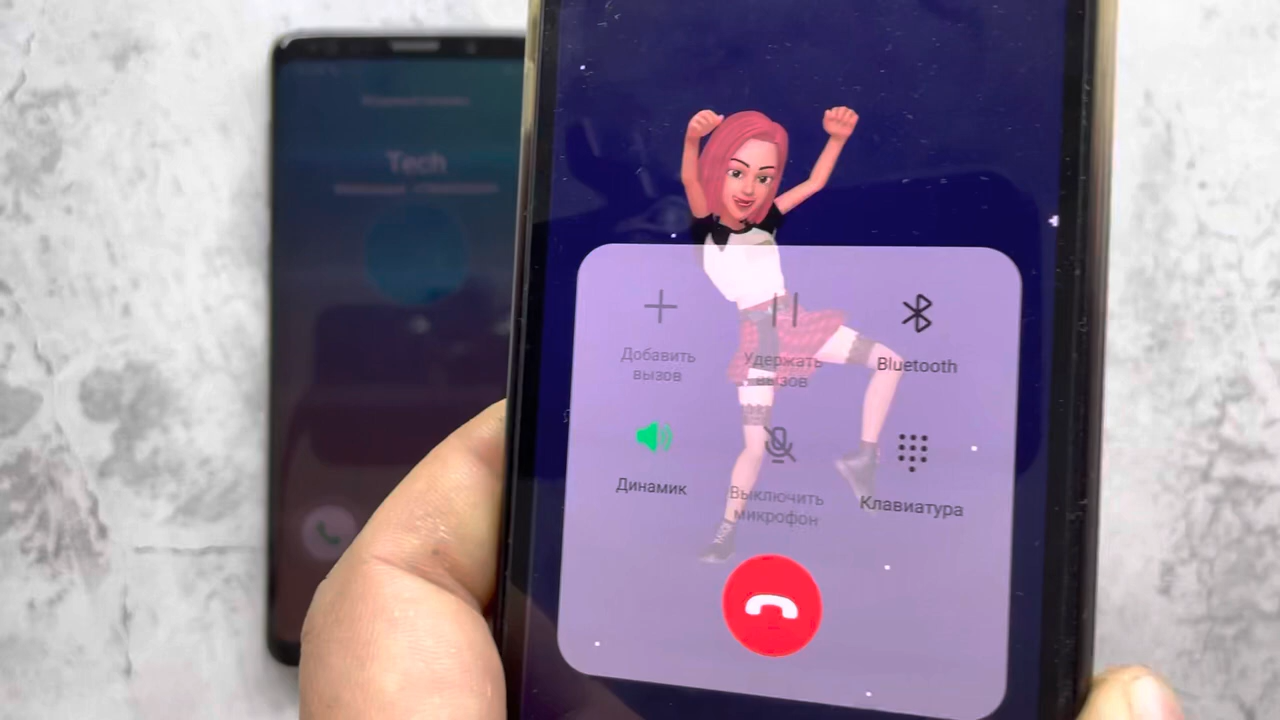 Tech
Добавить
вызов
Удержать
вызов
Bluetooth
Динамик
Выключить
микрофон
Клавиатура